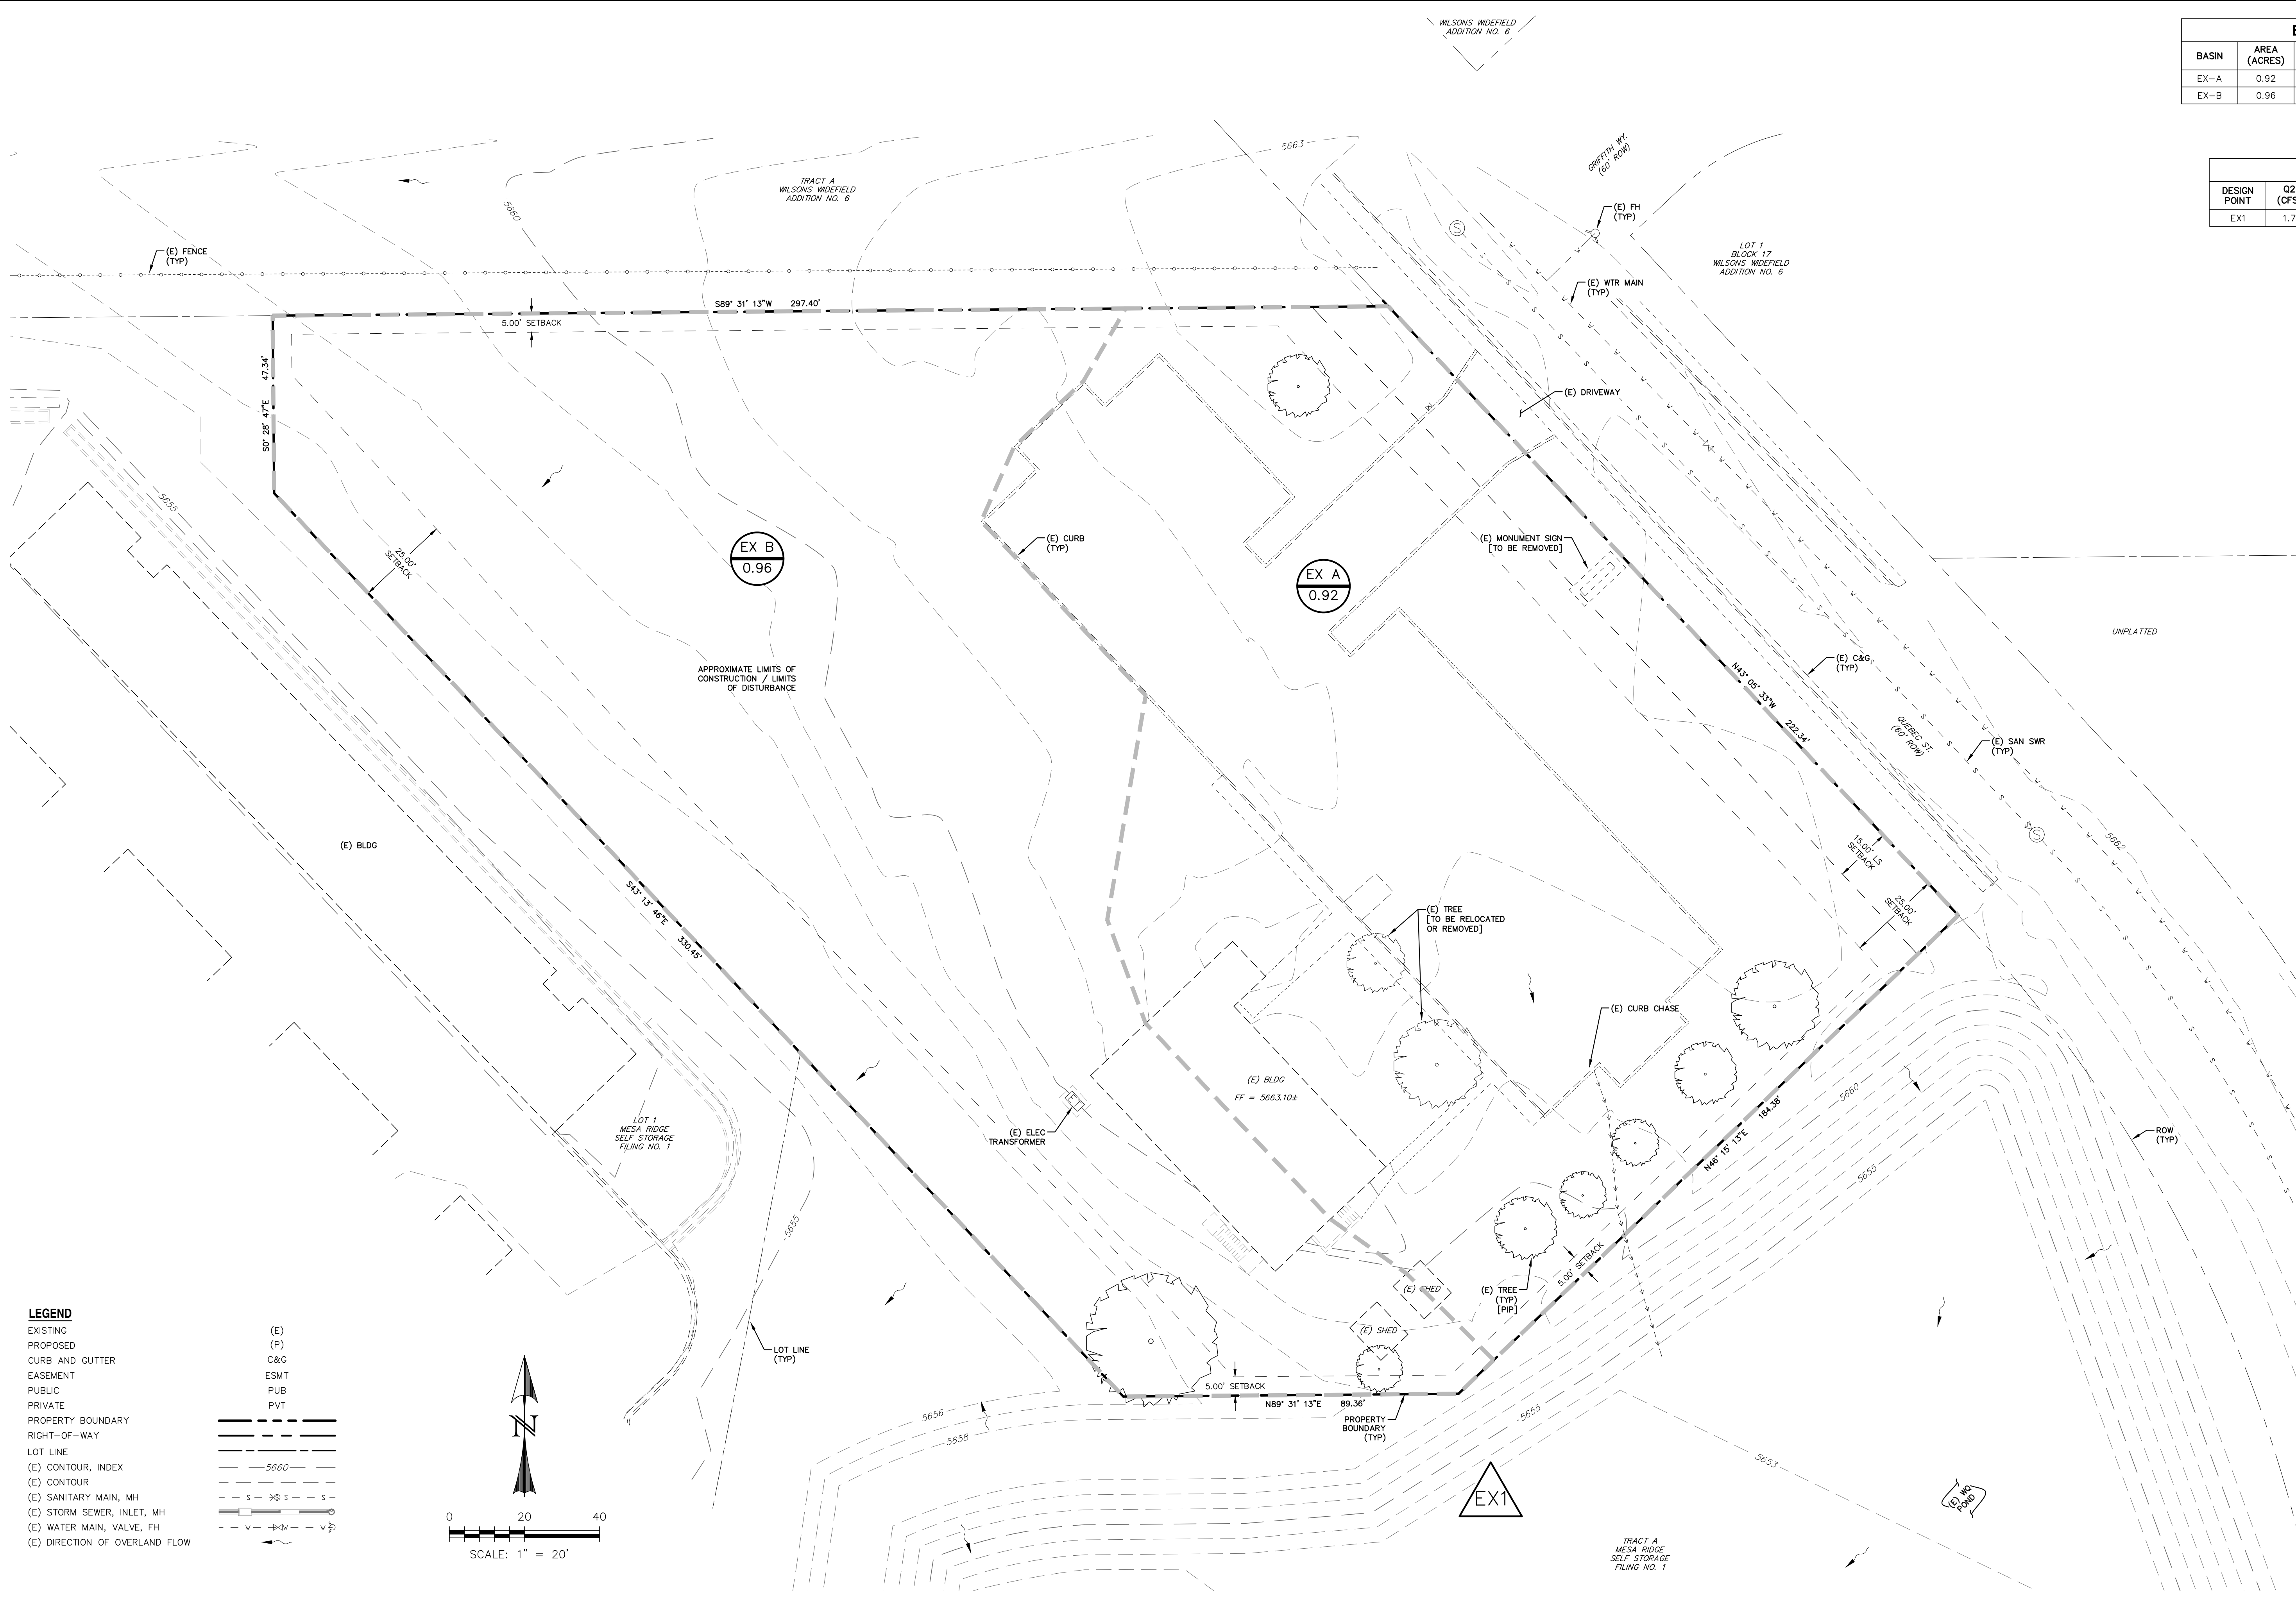 WILSONS WIDEFIELD
ADDITION NO. 6
BASIN
AREA
(ACRES)
EX-A
0.92
EX-B
0.96
DESIGN
POINT
EX1
GRIFFITH WY.
(60' ROW)
5663
TRACT A
WILSONS WIDEFIELD
ADDITION NO. 6
5660
(E) FENCE
(TYP)
(E) FH
(TYP)
LOT 1
BLOCK 17
WILSONS WIDEFIELD
ADDITION NO. 6
(E) WTR MAIN
(TYP)
S89° 31' 13"W 297.40'
5.00' SETBACK
S0° 28' 47"E 47.34'
(E) DRIVEWAY
5655
25.00'
SETBACK
EX B
0.96
(E) CURB
(TYP)
EX A
0.92
(E) MONUMENT SIGN
[TO BE REMOVED]
UNPLATTED
APPROXIMATE LIMITS OF
CONSTRUCTION / LIMITS
OF DISTURBANCE
N43° 05' 33"W 222.34'
(E) C&G
(TYP)
QUEBEC ST.
(60' ROW)
(E) SAN SWR
(TYP)
(E) BLDG
15.00' LS
SETBACK
5662
25.00'
SETBACK
S43° 13' 46"E 330.45'
(E) TREE
[TO BE RELOCATED
OR REMOVED]
(E) CURB CHASE
(E) BLDG
FF = 5663.10±
5660
(E) ELEC
TRANSFORMER
LOT 1
MESA RIDGE
SELF STORAGE
FILING NO. 1
N46° 15' 13"E 184.38'
5655
ROW
(TYP)
5655
5.00' SETBACK
(E) SHED
(E) TREE
(TYP)
[PIP]
(E) SHED
LOT LINE
(TYP)
5.00' SETBACK
N89° 31' 13"E 89.36'
PROPERTY
BOUNDARY
(TYP)
5656
5658
5655
5653
EX1
(E) WQ
POND
TRACT A
MESA RIDGE
SELF STORAGE
FILING NO. 1
LEGEND
EXISTING (E)
PROPOSED (P)
CURB AND GUTTER C&G
EASEMENT ESMT
PUBLIC PUB
PRIVATE PVT
PROPERTY BOUNDARY
RIGHT-OF-WAY
LOT LINE
(E) CONTOUR, INDEX 5660
(E) CONTOUR
(E) SANITARY MAIN, MH
(E) STORM SEWER, INLET, MH
(E) WATER MAIN, VALVE, FH
(E) DIRECTION OF OVERLAND FLOW
N
0 20 40
SCALE: 1" = 20'